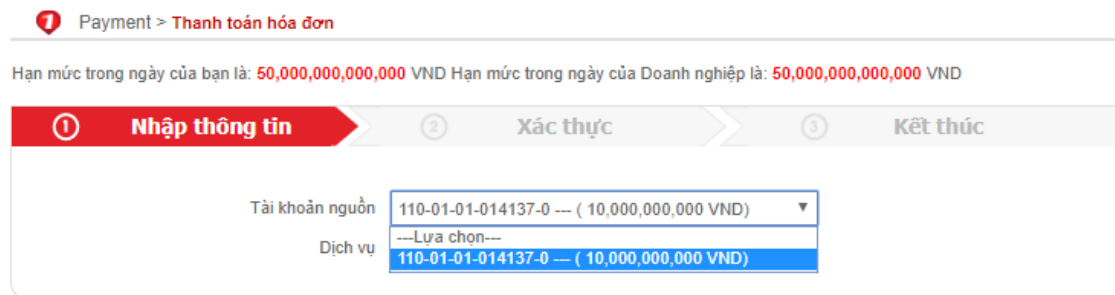 1 Payment > Thanh toán hóa đơn
Hạn mức trong ngày của bạn là: 50,000,000,000,000 VND Hạn mức trong ngày của Doanh nghiệp là: 50,000,000,000,000 VND
1 Nhập thông tin 2 Xác thực 3 Kết thúc
Tài khoản nguồn 110-01-01-014137-0 --- ( 10,000,000,000 VND)
---Lựa chọn---
Dịch vụ
110-01-01-014137-0 --- ( 10,000,000,000 VND)